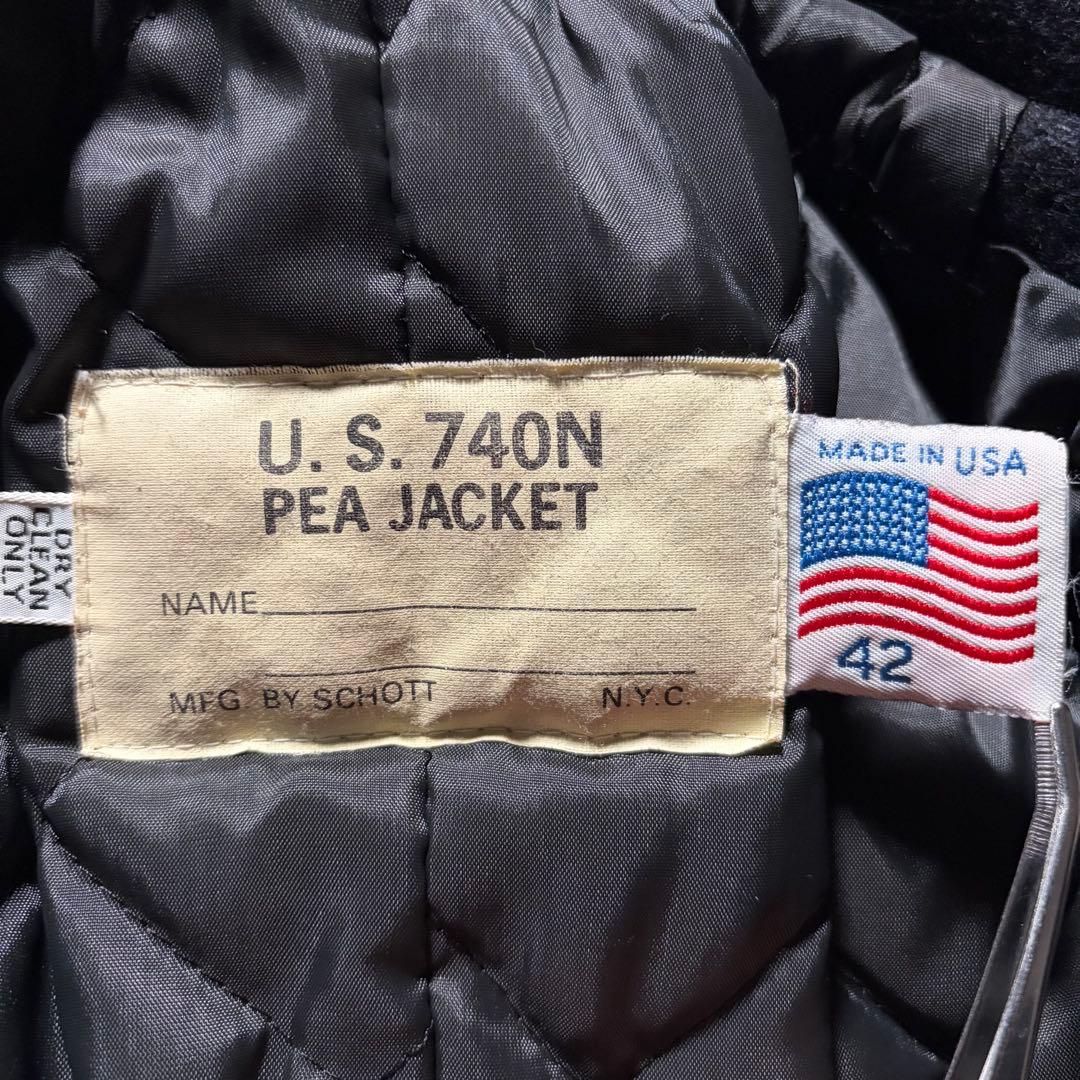 U. S. 740N
PEA JACKET
NAME
MFG BY SCHOTT N.Y.C.
MADE IN USA
42
DRY
CLEAN
ONLY